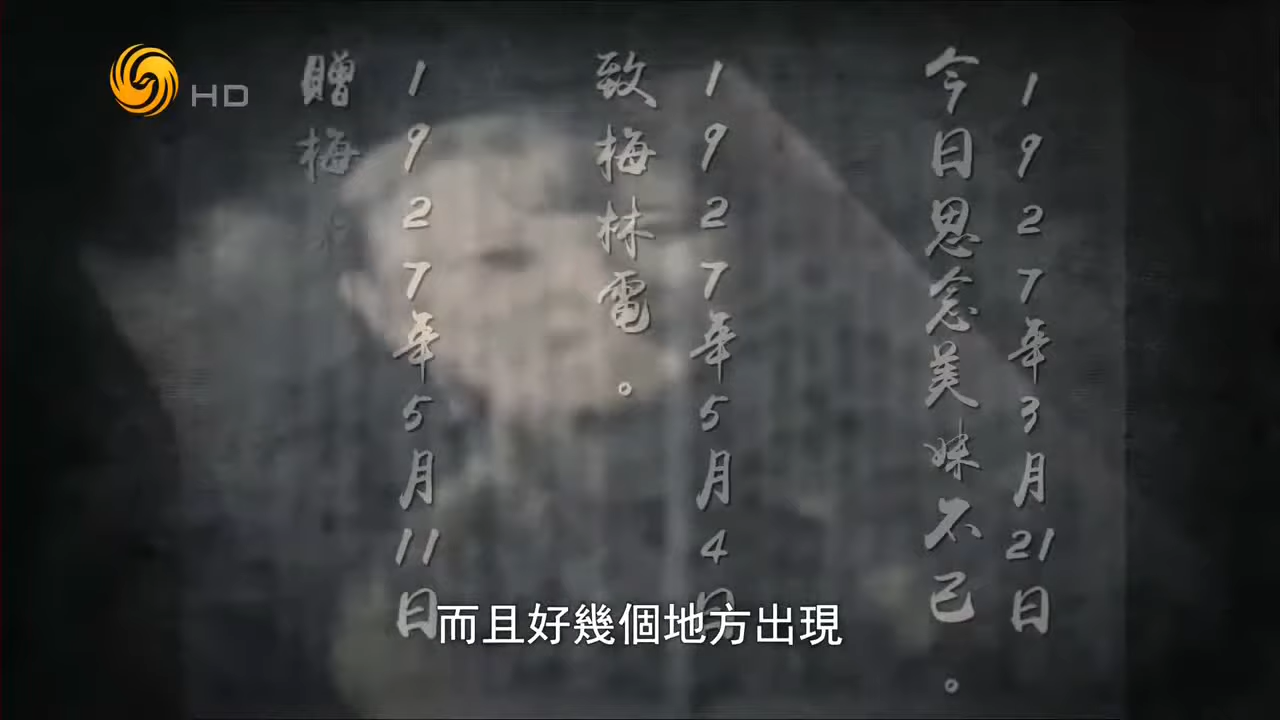 HD
1927年3月21日
今日思念美妹不已。
1927年5月4日
致梅林電。
1927年5月11日
贈梅
而且好幾個地方出現